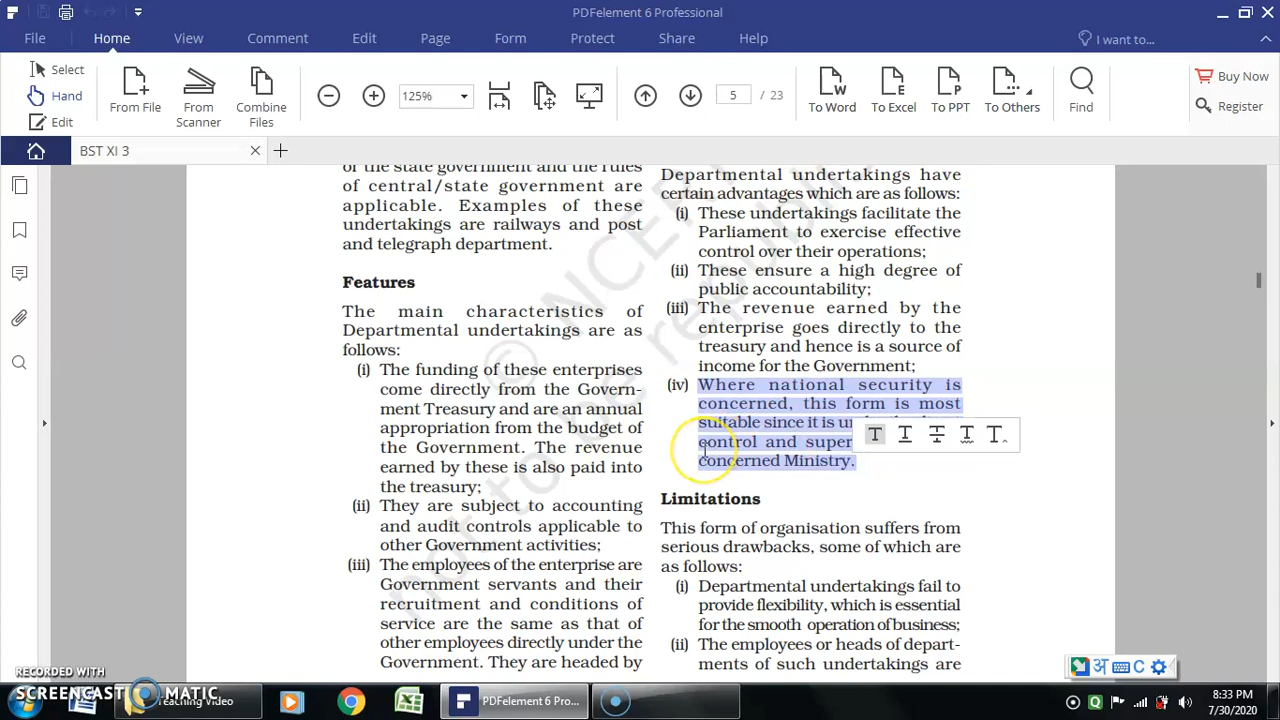 PDFelement 6 Professional
File
Home
View
Comment
Edit
Page
Form
Protect
Share
Help
I want to...
Select
Hand
Edit
From File
From
Scanner
Combine
Files
125%
5 / 23
To Word
To Excel
To PPT
To Others
Find
Buy Now
Register
BST XI 3
of the state government and the rules
of central/state government are
applicable. Examples of these
undertakings are railways and post
and telegraph department.
Features
The main characteristics of
Departmental undertakings are as
follows:
(i) The funding of these enterprises
come directly from the Govern-
ment Treasury and are an annual
appropriation from the budget of
the Government. The revenue
earned by these is also paid into
the treasury;
(ii) They are subject to accounting
and audit controls applicable to
other Government activities;
(iii) The employees of the enterprise are
Government servants and their
recruitment and conditions of
service are the same as that of
other employees directly under the
Government. They are headed by
Departmental undertakings have
certain advantages which are as follows:
(i) These undertakings facilitate the
Parliament to exercise effective
control over their operations;
(ii) These ensure a high degree of
public accountability;
(iii) The revenue earned by the
enterprise goes directly to the
treasury and hence is a source of
income for the Government;
(iv) Where national security is
concerned, this form is most
suitable since it is
control and super
concerned Ministry.
Limitations
This form of organisation suffers from
serious drawbacks, some of which are
as follows:
(i) Departmental undertakings fail to
provide flexibility, which is essential
for the smooth operation of business;
(ii) The employees or heads of depart-
ments of such undertakings are
© NCER
not to be republ
RECORDED WITH
SCREENCAST MATIC
Teaching Video
PDFelement 6 Pro...
अ
8:33 PM
7/30/2020